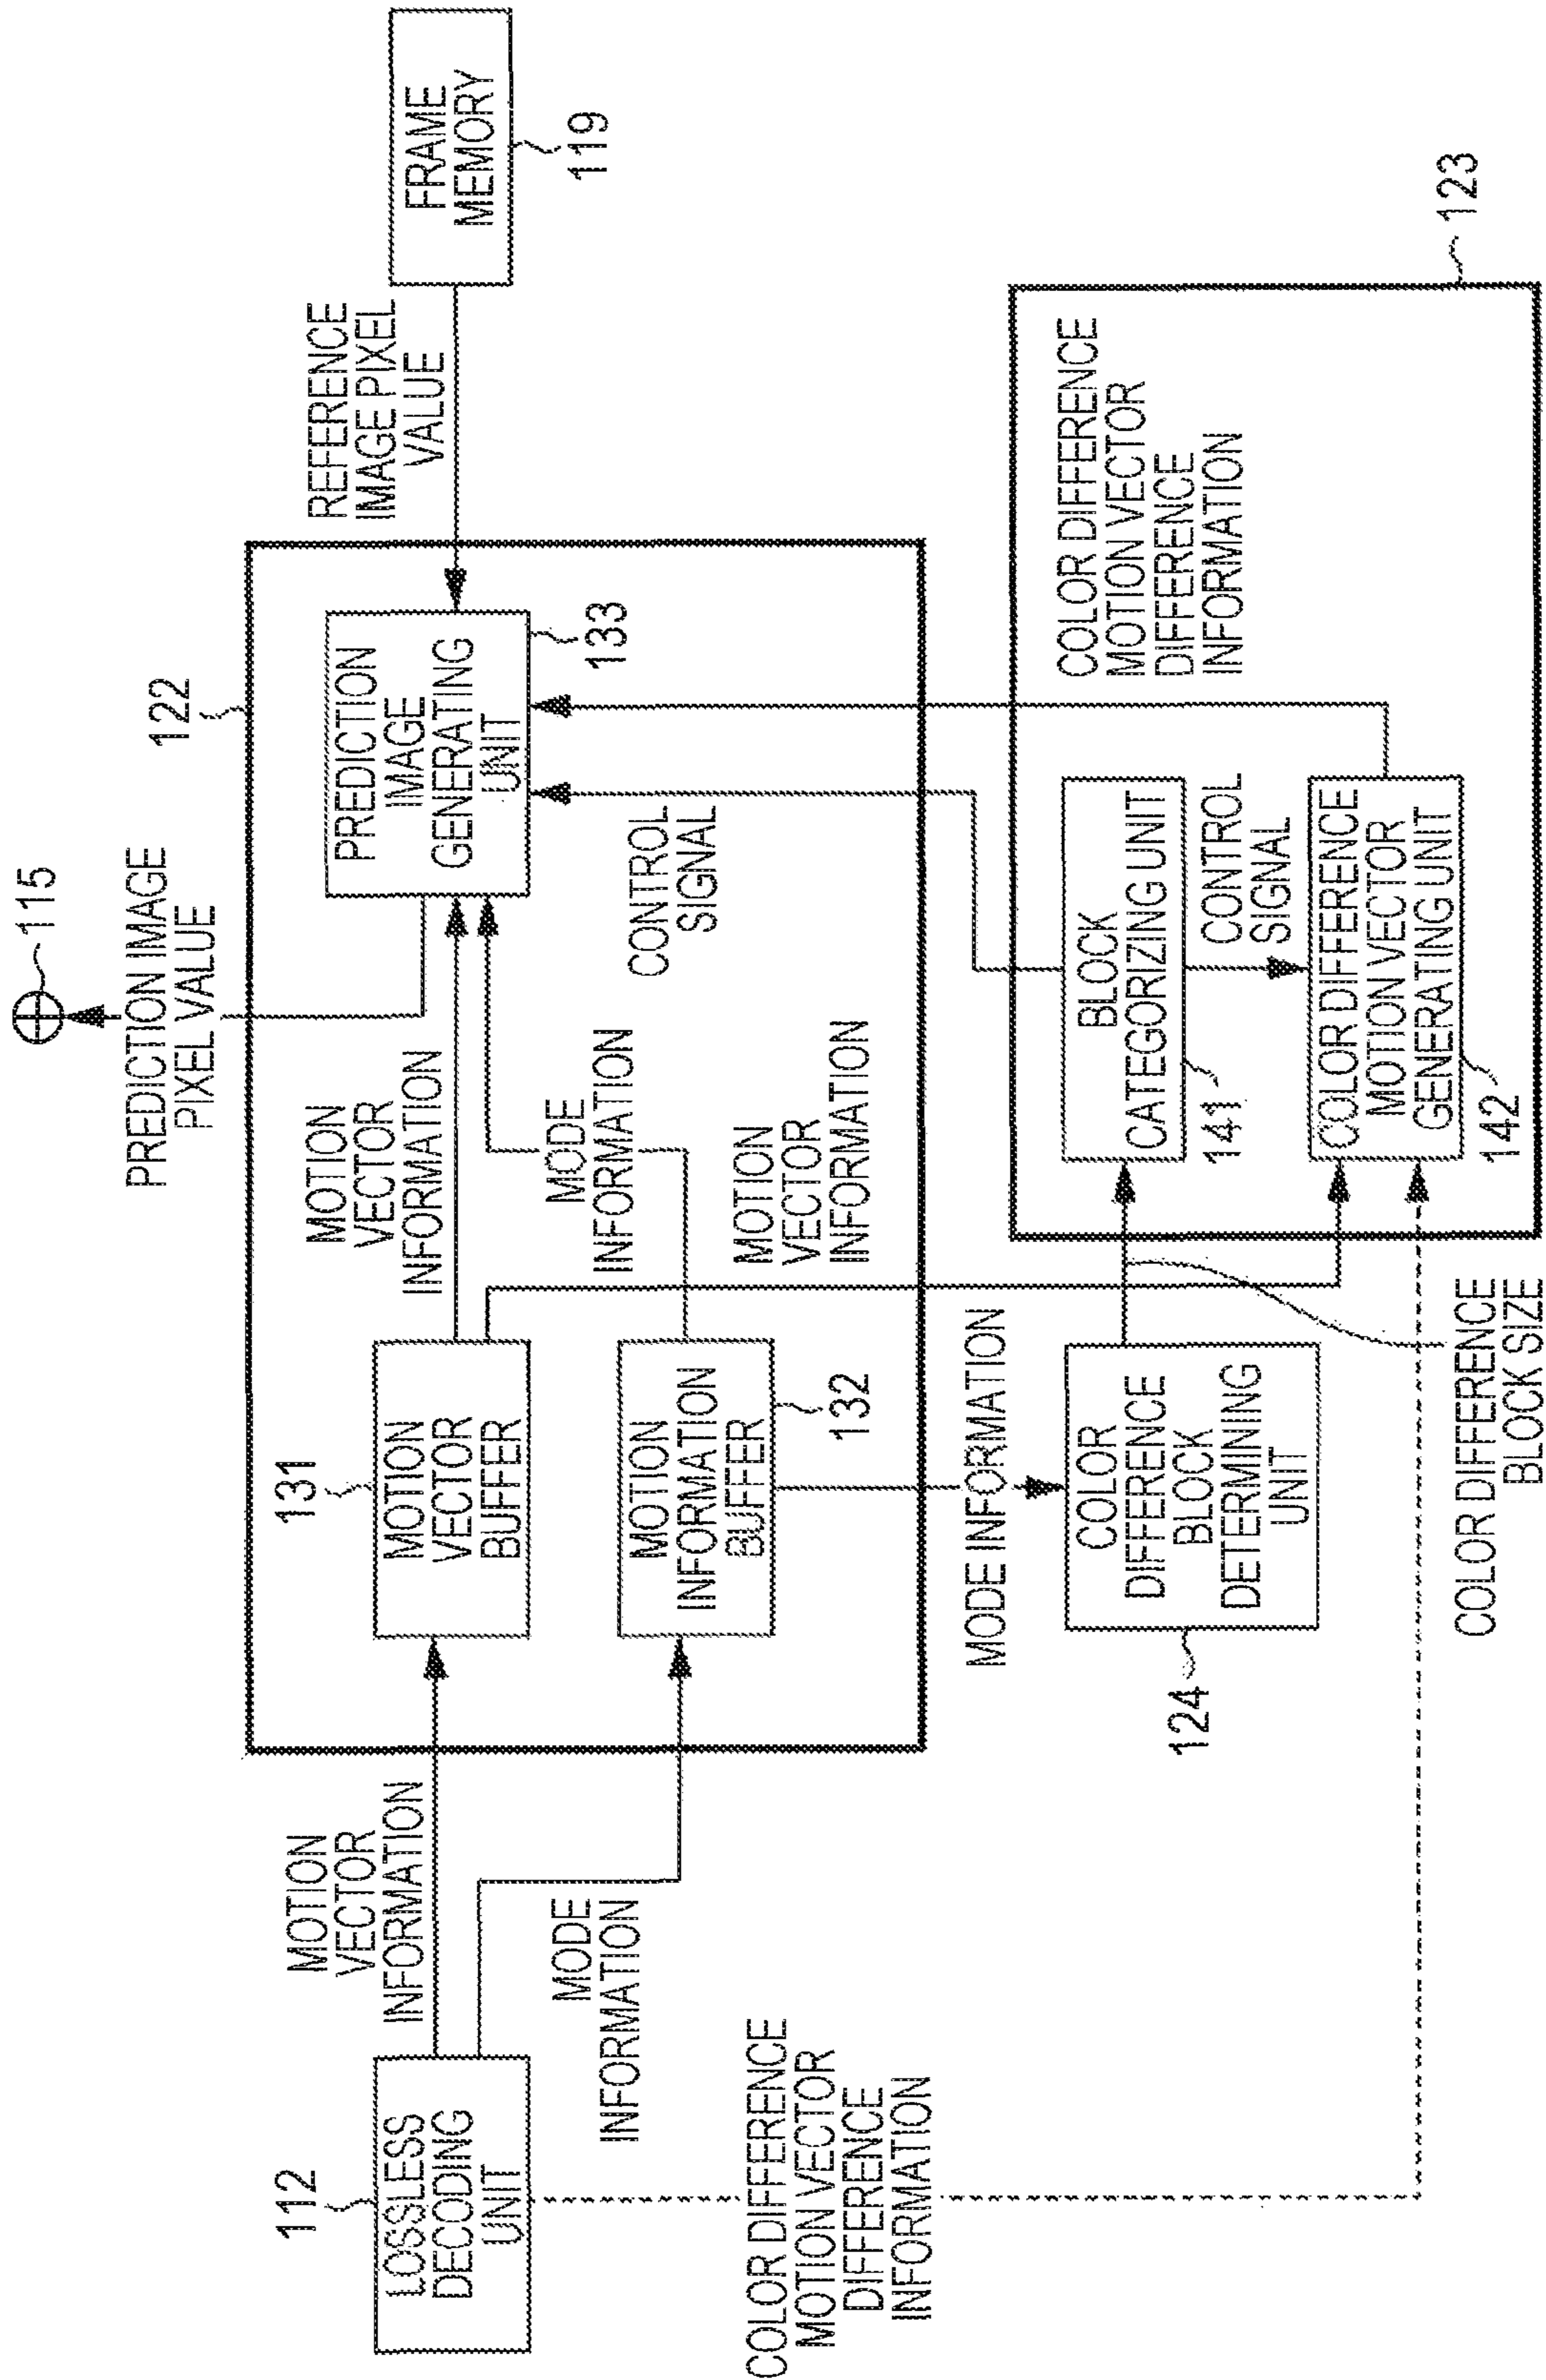 115
PREDICTION IMAGE
PIXEL VALUE
122
112
LOSSLESS
DECODING
UNIT
MOTION
VECTOR
INFORMATION
131
MOTION
VECTOR
BUFFER
MOTION
VECTOR
INFORMATION
PREDICTION
IMAGE
GENERATING
UNIT
133
REFERENCE
IMAGE PIXEL
VALUE
FRAME
MEMORY
119
MODE
INFORMATION
MOTION
INFORMATION
BUFFER
132
MODE
INFORMATION
CONTROL
SIGNAL
MOTION
VECTOR
INFORMATION
COLOR DIFFERENCE
MOTION VECTOR
DIFFERENCE
INFORMATION
MODE INFORMATION
COLOR
DIFFERENCE
BLOCK
DETERMINING
UNIT
124
BLOCK
CATEGORIZING UNIT
141
CONTROL
SIGNAL
COLOR DIFFERENCE
MOTION VECTOR
GENERATING UNIT
142
COLOR DIFFERENCE
MOTION VECTOR
DIFFERENCE
INFORMATION
123
COLOR DIFFERENCE
BLOCK SIZE